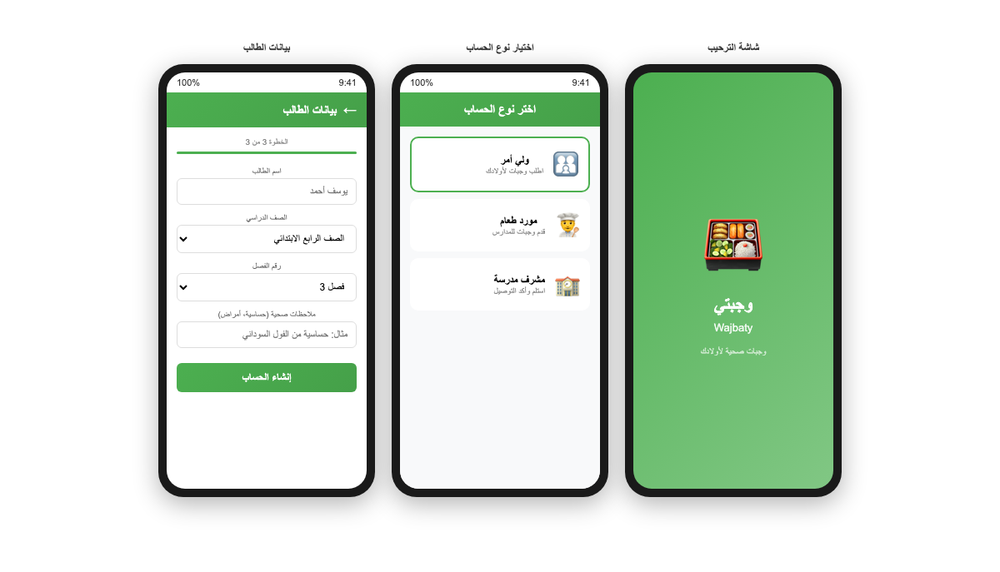 شاشة الترحيب
وجبتي
Wajbaty
وجبات صحية لأولادك
اختيار نوع الحساب
9:41 100%
اختر نوع الحساب
ولي أمر
اطلب وجبات لأولادك
مورد طعام
قدم وجبات للمدارس
مشرف مدرسة
استلم وأكد التوصيل
بيانات الطالب
9:41 100%
← بيانات الطالب
الخطوة 3 من 3
اسم الطالب
يوسف أحمد
الصف الدراسي
الصف الرابع الابتدائي
رقم الفصل
فصل 3
ملاحظات صحية (حساسية، أمراض)
مثال: حساسية من الفول السوداني
إنشاء الحساب